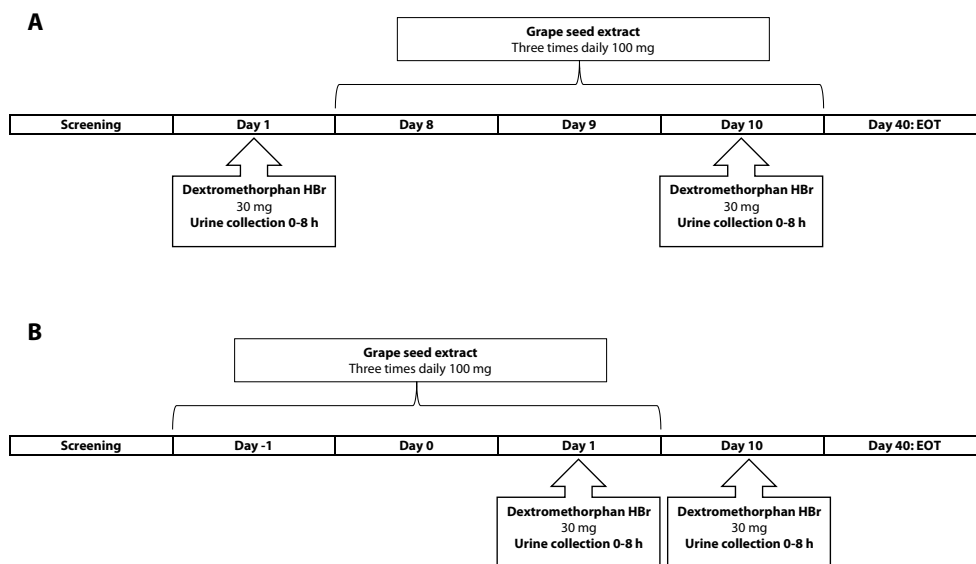 A
Grape seed extract
Three times daily 100 mg
Screening Day 1 Day 8 Day 9 Day 10 Day 40: EOT
Dextromethorphan HBr
30 mg
Urine collection 0-8 h
Dextromethorphan HBr
30 mg
Urine collection 0-8 h
B
Grape seed extract
Three times daily 100 mg
Screening Day -1 Day 0 Day 1 Day 10 Day 40: EOT
Dextromethorphan HBr
30 mg
Urine collection 0-8 h
Dextromethorphan HBr
30 mg
Urine collection 0-8 h